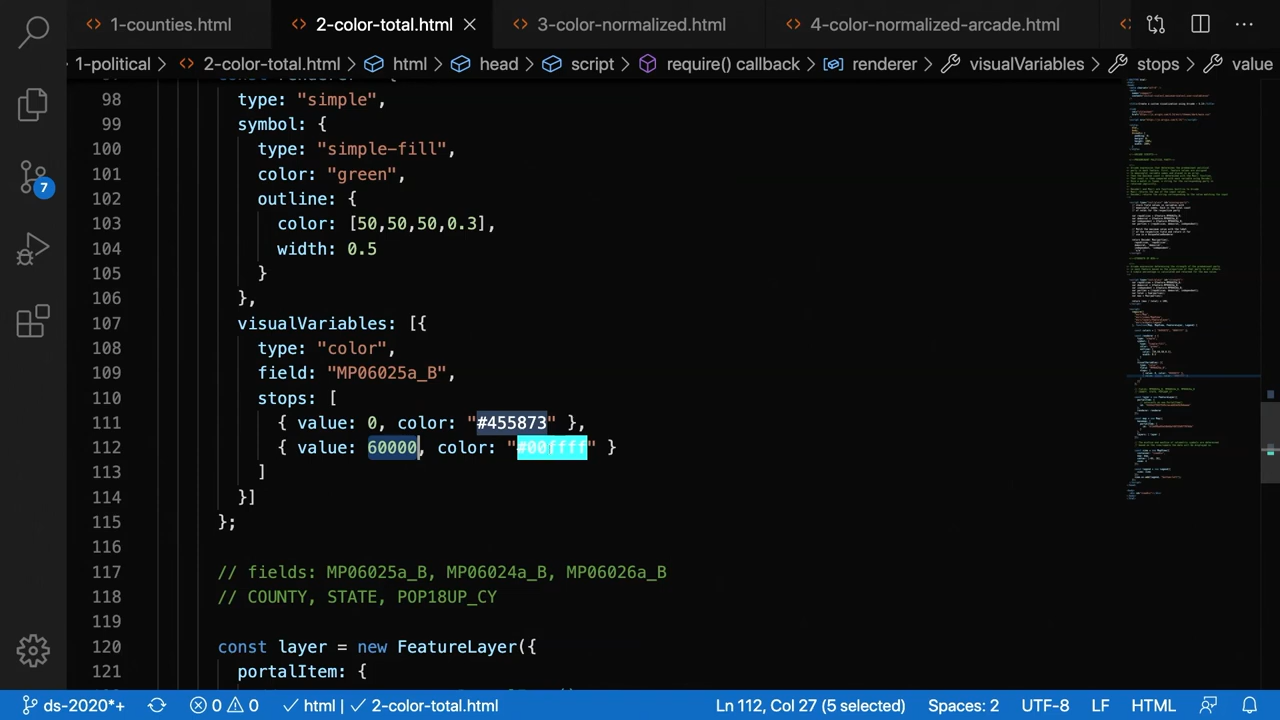 1-counties.html
2-color-total.html
3-color-normalized.html
4-color-normalized-arcade.html
1-political
2-color-total.html
html
head
script
require() callback
renderer
visualVariables
stops
value
98 type: "simple",
99 symbol: {
100 type: "simple-fill",
101 color: "green",
102 outline: {
103 color: [50,50,50
104 width: 0.5
105 }
106 },
107 visualVariables: [{
108 type: "color",
109 field: "MP06025a_B",
110 stops: [
111 { value: 0, color: "#455873" },
112 { value: 60000, color: "#00ffff" }
113 ]
114 }]
115 };
116
117 // fields: MP06025a_B, MP06024a_B, MP06026a_B
118 // COUNTY, STATE, POP18UP_CY
119
120 const layer = new FeatureLayer({
121 portalItem: {
7
ds-2020*+
0
0
html
2-color-total.html
Ln 112, Col 27 (5 selected)
Spaces: 2
UTF-8
LF
HTML